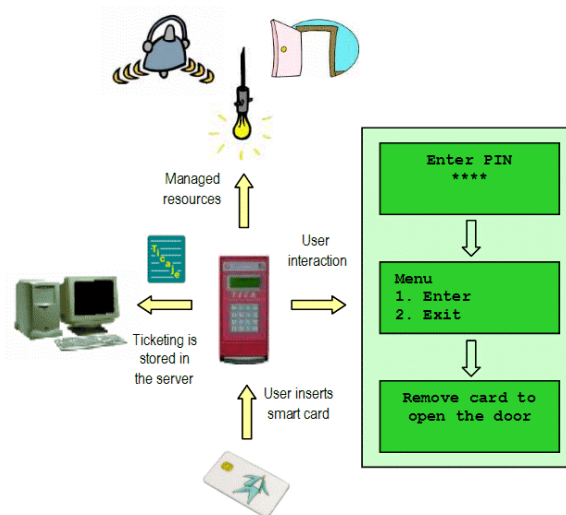 Managed
resources
Enter PIN
****
Ticaje
User
interaction
Menu
1. Enter
2. Exit
Ticketing is
stored in
the server
User inserts
smart card
Remove card to
open the door